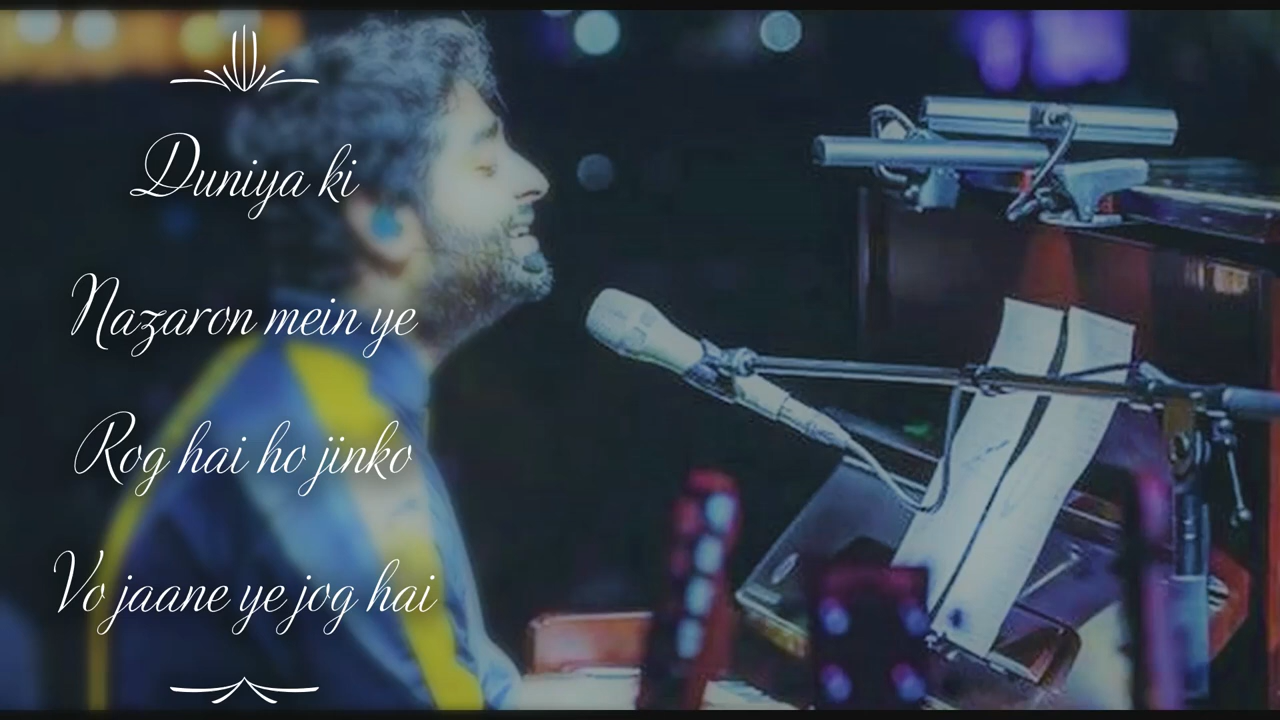 Duniya ki
Nazaron mein ye
Rog hai ho jinko
Vo jaane ye jog hai